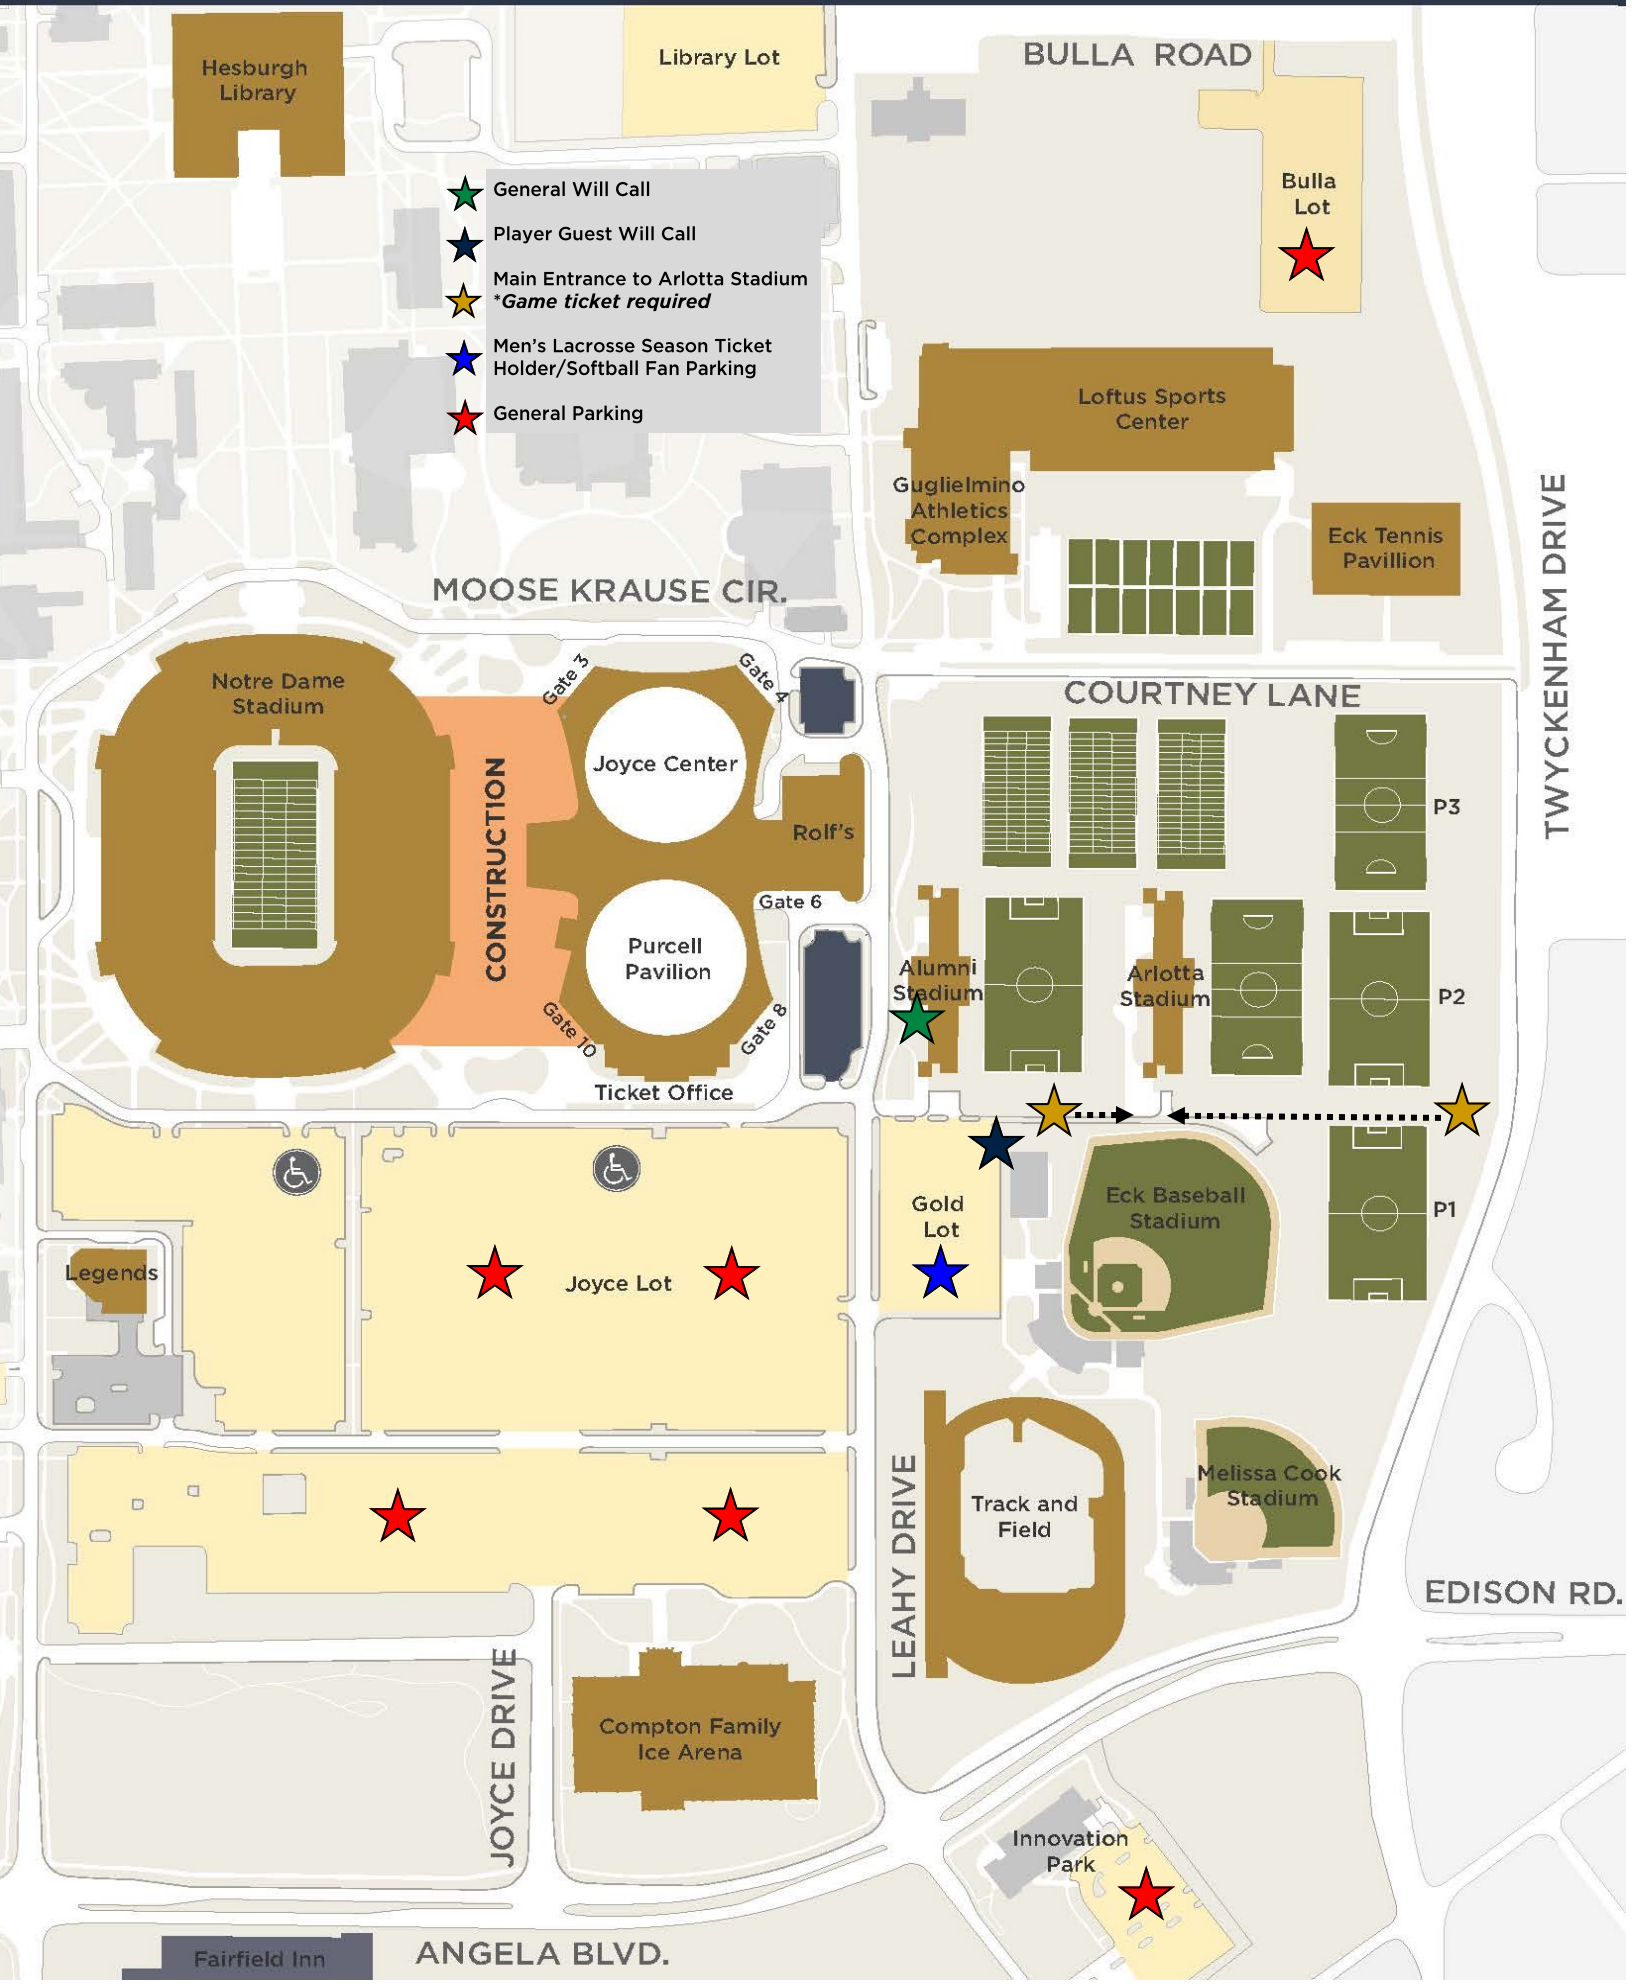 Hesburgh
Library
Library Lot
BULLA ROAD
Bulla
Lot
General Will Call
Player Guest Will Call
Main Entrance to Arlotta Stadium
*Game ticket required
Men's Lacrosse Season Ticket
Holder/Softball Fan Parking
General Parking
Loftus Sports
Center
Guglielmino
Athletics
Complex
Eck Tennis
Pavillion
TWYCKENHAM DRIVE
MOOSE KRAUSE CIR.
Notre Dame
Stadium
Gate 3
Gate 4
COURTNEY LANE
CONSTRUCTION
Joyce Center
Rolf's
P3
Gate 6
Purcell
Pavilion
Alumni
Stadium
Arlotta
Stadium
P2
Gate 10
Gate 8
Ticket Office
Gold
Lot
Eck Baseball
Stadium
P1
Legends
Joyce Lot
LEAHY DRIVE
Track and
Field
Melissa Cook
Stadium
EDISON RD.
JOYCE DRIVE
Compton Family
Ice Arena
Innovation
Park
Fairfield Inn
ANGELA BLVD.